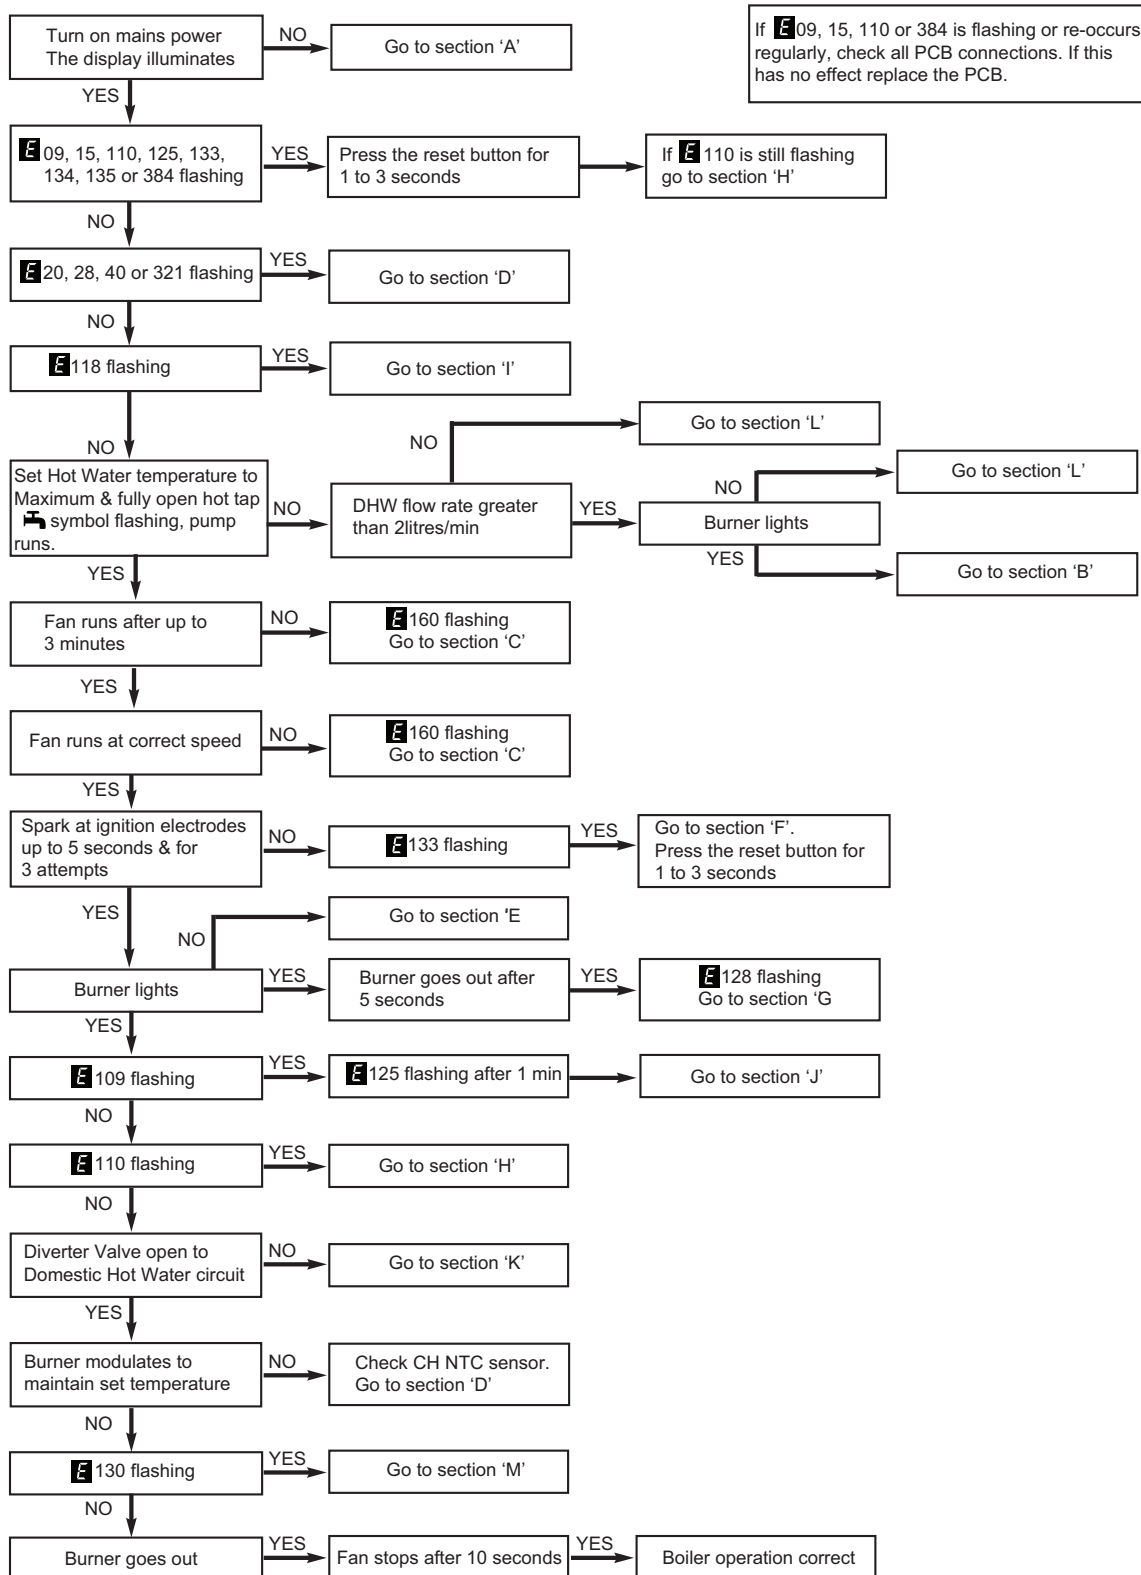 Turn on mains power
The display illuminates
NO
Go to section ‘A’
If E 09, 15, 110 or 384 is flashing or re-occurs
regularly, check all PCB connections. If this
has no effect replace the PCB.
YES
E 09, 15, 110, 125, 133,
134, 135 or 384 flashing
YES
Press the reset button for
1 to 3 seconds
If E 110 is still flashing
go to section ‘H’
NO
E 20, 28, 40 or 321 flashing
YES
Go to section ‘D’
NO
E 118 flashing
YES
Go to section ‘I’
NO
Set Hot Water temperature to
Maximum & fully open hot tap
symbol flashing, pump
runs.
NO
DHW flow rate greater
than 2litres/min
NO
Go to section ‘L’
YES
Burner lights
NO
Go to section ‘L’
YES
Go to section ‘B’
YES
Fan runs after up to
3 minutes
NO
E 160 flashing
Go to section ‘C’
YES
Fan runs at correct speed
NO
E 160 flashing
Go to section ‘C’
YES
Spark at ignition electrodes
up to 5 seconds & for
3 attempts
NO
E 133 flashing
YES
Go to section ‘F’.
Press the reset button for
1 to 3 seconds
YES
NO
Go to section 'E
Burner lights
YES
Burner goes out after
5 seconds
YES
E 128 flashing
Go to section ‘G
YES
E 109 flashing
YES
E 125 flashing after 1 min
Go to section ‘J’
NO
E 110 flashing
YES
Go to section ‘H’
NO
Diverter Valve open to
Domestic Hot Water circuit
NO
Go to section ‘K’
YES
Burner modulates to
maintain set temperature
NO
Check CH NTC sensor.
Go to section ‘D’
NO
E 130 flashing
YES
Go to section ‘M’
NO
Burner goes out
YES
Fan stops after 10 seconds
YES
Boiler operation correct